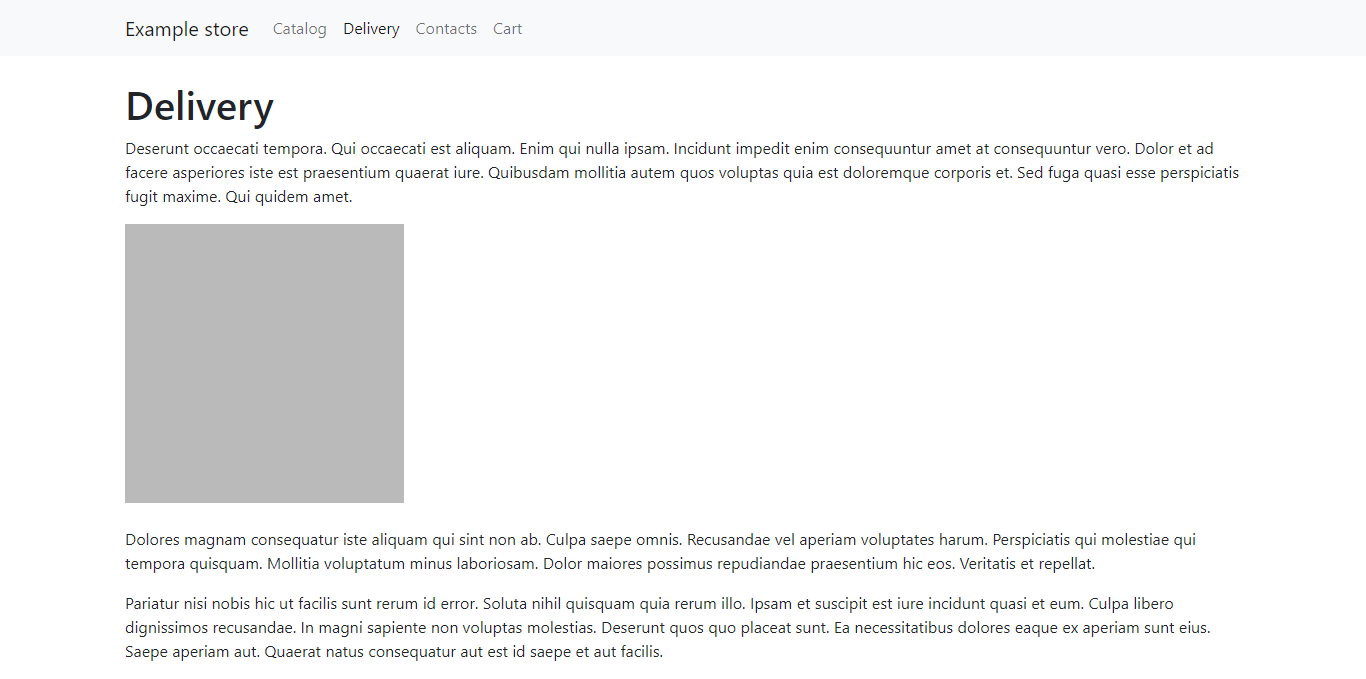 Example store Catalog Delivery Contacts Cart
Delivery
Deserunt occaecati tempora. Qui occaecati est aliquam. Enim qui nulla ipsam. Incidunt impedit enim consequuntur amet at consequuntur vero. Dolor et ad
facere asperiores iste est praesentium quaerat iure. Quibusdam mollitia autem quos voluptas quia est doloremque corporis et. Sed fuga quasi esse perspiciatis
fugit maxime. Qui quidem amet.
Dolores magnam consequatur iste aliquam qui sint non ab. Culpa saepe omnis. Recusandae vel aperiam voluptates harum. Perspiciatis qui molestiae qui
tempora quisquam. Mollitia voluptatum minus laboriosam. Dolor maiores possimus repudiandae praesentium hic eos. Veritatis et repellat.
Pariatur nisi nobis hic ut facilis sunt rerum id error. Soluta nihil quisquam quia rerum illo. Ipsam et suscipit est iure incidunt quasi et eum. Culpa libero
dignissimos recusandae. In magni sapiente non voluptas molestias. Deserunt quos quo placeat sunt. Ea necessitatibus dolores eaque ex aperiam sunt eius.
Saepe aperiam aut. Quaerat natus consequatur aut est id saepe et aut facilis.